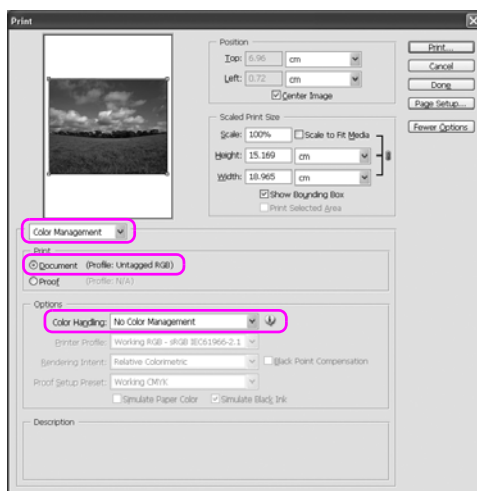 Print
Position
Top: 6.96 cm
Left: 0.72 cm
Center Image
Scaled Print Size
Scale: 100% Scale to Fit Media
Height: 15.169 cm
Width: 18.965 cm
Show Bounding Box
Print Selected Area
Print...
Cancel
Done
Page Setup...
Fewer Options
Color Management
Print
Document (Profile: Untagged RGB)
Proof (Profile: N/A)
Options
Color Handling: No Color Management
Printer Profile: Working RGB - sRGB IEC61966-2.1
Rendering Intent: Relative Colorimetric Black Point Compensation
Proof Setup Preset: Working CMYK
Simulate Paper Color Simulate Black Ink
Description